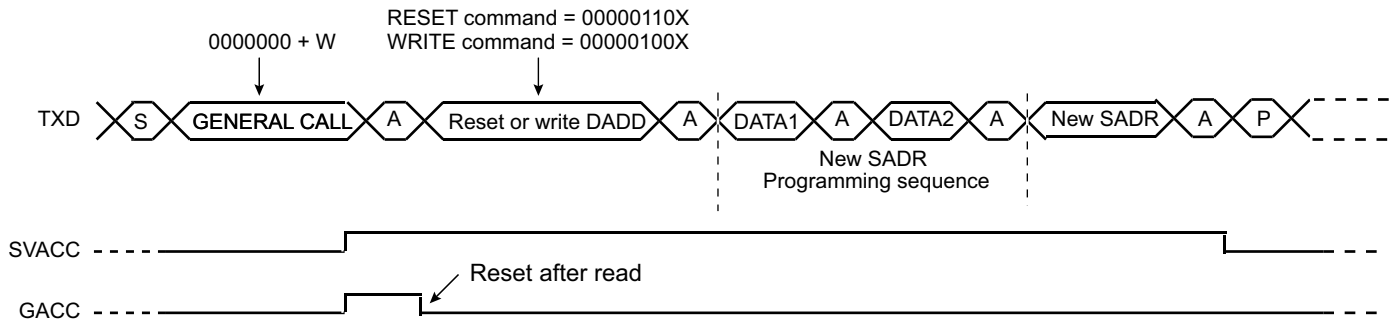 RESET command = 00000110X
0000000 + W
WRITE command = 00000100X
TXD S GENERAL CALL A Reset or write DADD A DATA1 A DATA2 A New SADR A P
New SADR
Programming sequence
SVACC
Reset after read
GACC